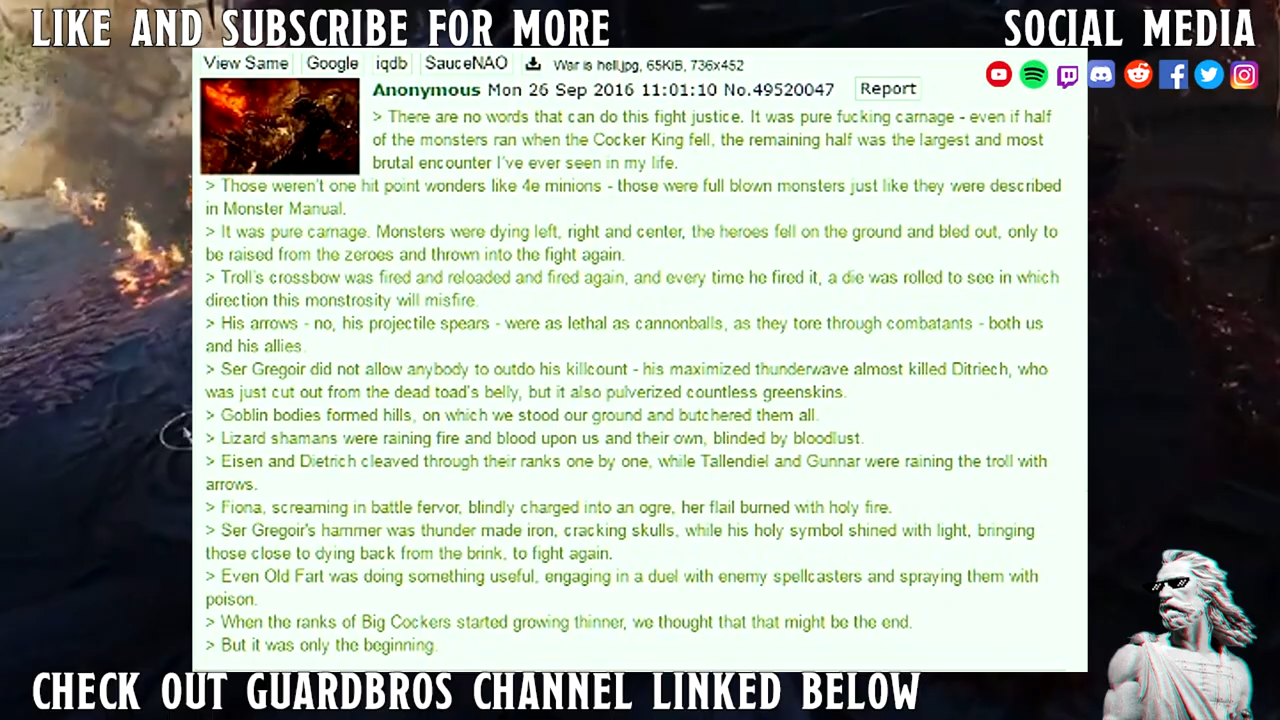 LIKE AND SUBSCRIBE FOR MORE
SOCIAL MEDIA
View Same Google iqdb SauceNAO War is hell.jpg, 65KiB, 736x452
Anonymous Mon 26 Sep 2016 11:01:10 No.49520047 Report
> There are no words that can do this fight justice. It was pure fucking carnage - even if half
of the monsters ran when the Cocker King fell, the remaining half was the largest and most
brutal encounter I've ever seen in my life.
> Those weren't one hit point wonders like 4e minions - those were full blown monsters just like they were described
in Monster Manual.
> It was pure carnage. Monsters were dying left, right and center, the heroes fell on the ground and bled out, only to
be raised from the zeroes and thrown into the fight again.
> Troll's crossbow was fired and reloaded and fired again, and every time he fired it, a die was rolled to see in which
direction this monstrosity will misfire.
> His arrows - no, his projectile spears - were as lethal as cannonballs, as they tore through combatants - both us
and his allies.
> Ser Gregoir did not allow anybody to outdo his killcount - his maximized thunderwave almost killed Ditriech, who
was just cut out from the dead toad's belly, but it also pulverized countless greenskins.
> Goblin bodies formed hills, on which we stood our ground and butchered them all.
> Lizard shamans were raining fire and blood upon us and their own, blinded by bloodlust.
> Eisen and Dietrich cleaved through their ranks one by one, while Tallendiel and Gunnar were raining the troll with
arrows.
> Fiona, screaming in battle fervor, blindly charged into an ogre, her flail burned with holy fire.
> Ser Gregoir's hammer was thunder made iron, cracking skulls, while his holy symbol shined with light, bringing
those close to dying back from the brink, to fight again.
> Even Old Fart was doing something useful, engaging in a duel with enemy spellcasters and spraying them with
poison.
> When the ranks of Big Cockers started growing thinner, we thought that that might be the end.
> But it was only the beginning.
CHECK OUT GUARDBROS CHANNEL LINKED BELOW